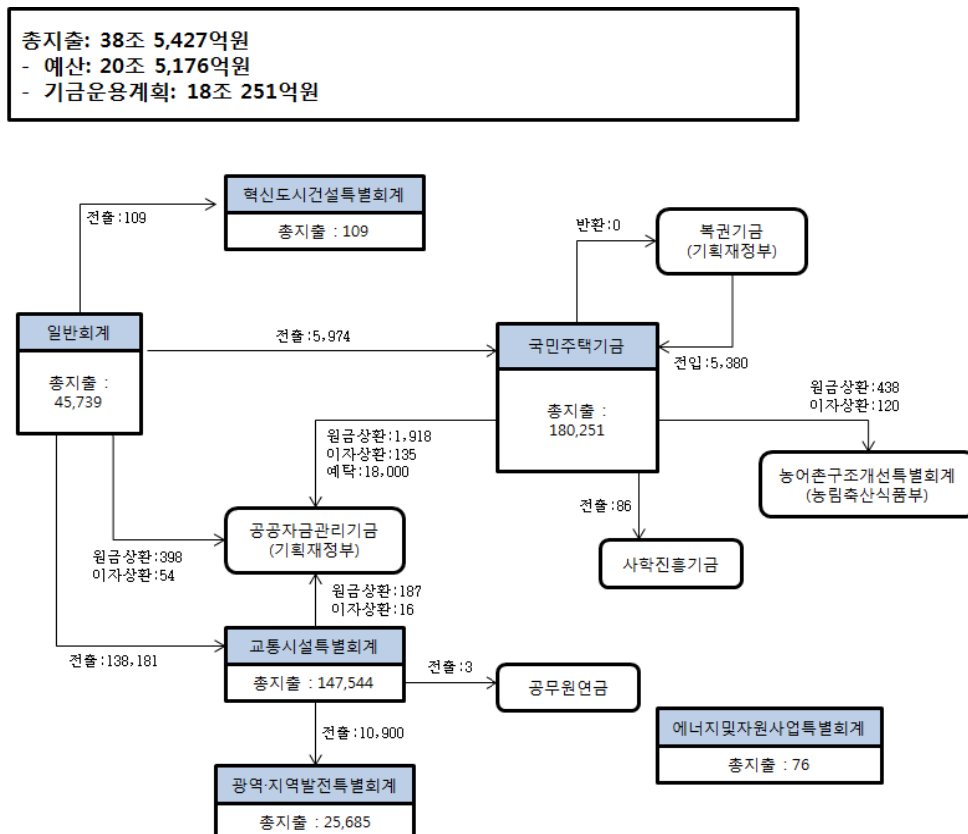 총지출: 38조 5,427억원
- 예산: 20조 5,176억원
- 기금운용계획: 18조 251억원
혁신도시건설특별회계
총지출 : 109
전출:109
반환:0
복권기금
(기획재정부)
일반회계
총지출 :
45,739
전출:5,974
국민주택기금
총지출 :
180,251
전입:5,380
원금상환:438
이자상환:120
농어촌구조개선특별회계
(농림축산식품부)
원금상환:1,918
이자상환:135
예탁:18,000
전출:86
사학진흥기금
공공자금관리기금
(기획재정부)
원금상환:398
이자상환:54
원금상환:187
이자상환:16
전출:138,181
교통시설특별회계
총지출 : 147,544
전출:3
공무원연금
전출:10,900
에너지및자원사업특별회계
총지출 : 76
광역·지역발전특별회계
총지출 : 25,685